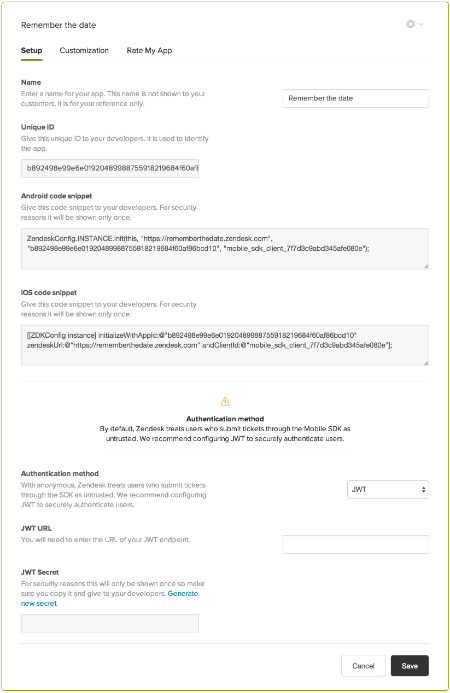 Remember the date
Setup Customization Rate My App
Name
Enter a name for your app. This name is not shown to your
customers. It is for your reference only.
Remember the date
Unique ID
Give this unique ID to your developers. It is used to identify
the app.
b892498e99e6e01920489988755918219684f60af8
Android code snippet
Give this code snippet to your developers. For security
reasons it will be shown only once.
ZendeskConfig.INSTANCE.init(this, "https://rememberthedate.zendesk.com",
"b892498e99e6e01920489988755918219684f60af86bcd10", "mobile_sdk_client_7f7d3c9abd345afe080e");
iOS code snippet
Give this code snippet to your developers. For security
reasons it will be shown only once.
[[ZDKConfig instance] initializeWithAppId:@"b892498e99e6e01920489988755918219684f60af86bcd10"
zendeskUrl:@"https://rememberthedate.zendesk.com" andClientId:@"mobile_sdk_client_7f7d3c9abd345afe080e"];
Authentication method
By default, Zendesk treats users who submit tickets through the Mobile SDK as
untrusted. We recommend configuring JWT to securely authenticate users.
Authentication method
With anonymous, Zendesk treats users who submit tickets
through the SDK as untrusted. We recommend configuring
JWT to securely authenticate users.
JWT
JWT URL
You will need to enter the URL of your JWT endpoint.
JWT Secret
For security reasons this will only be shown once so make
sure you copy it and give to your developers. Generate
new secret
Cancel Save